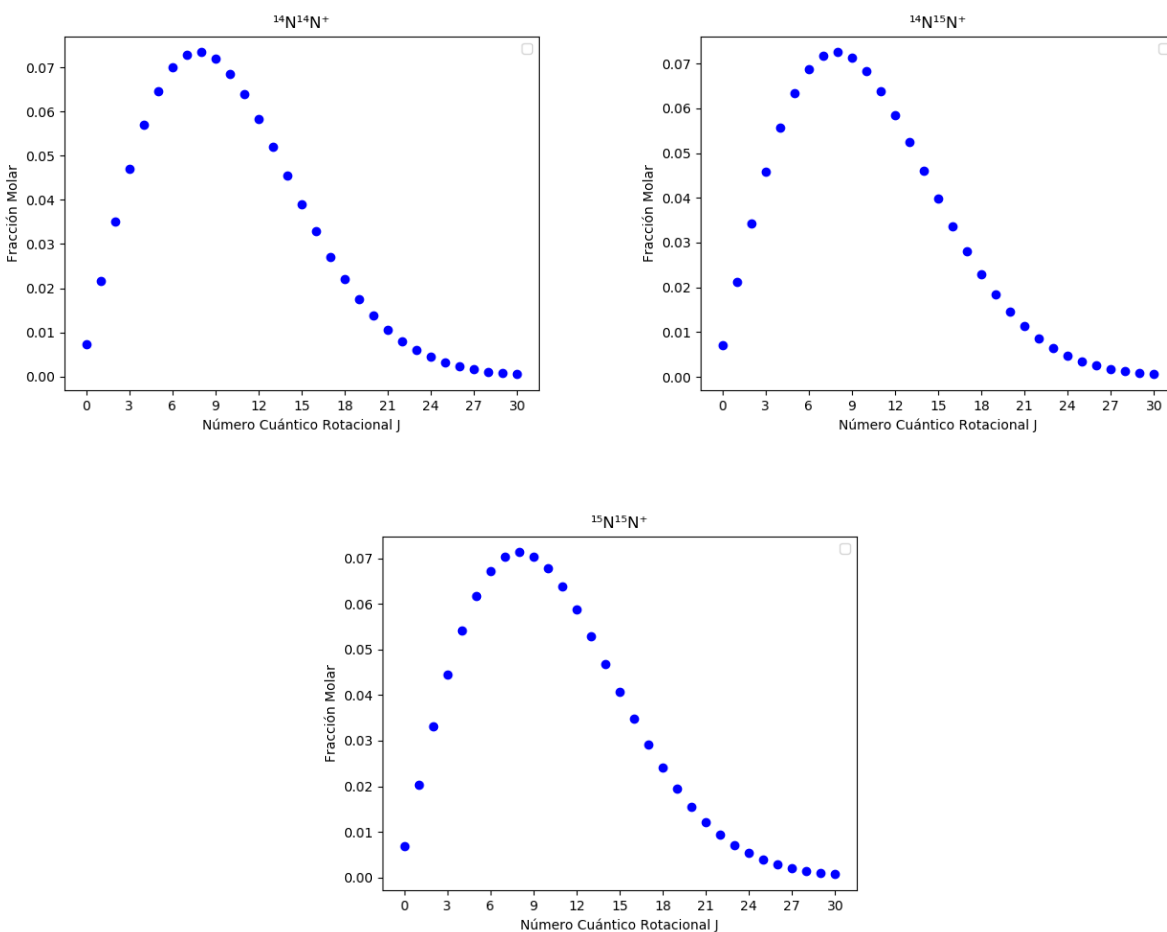 ¹⁴N¹⁴N⁺
0.07
0.06
0.05
0.04
0.03
0.02
0.01
0.00
Fracción Molar
0 3 6 9 12 15 18 21 24 27 30
Número Cuántico Rotacional J
¹⁴N¹⁵N⁺
0.07
0.06
0.05
0.04
0.03
0.02
0.01
0.00
Fracción Molar
0 3 6 9 12 15 18 21 24 27 30
Número Cuántico Rotacional J
¹⁵N¹⁵N⁺
0.07
0.06
0.05
0.04
0.03
0.02
0.01
0.00
Fracción Molar
0 3 6 9 12 15 18 21 24 27 30
Número Cuántico Rotacional J